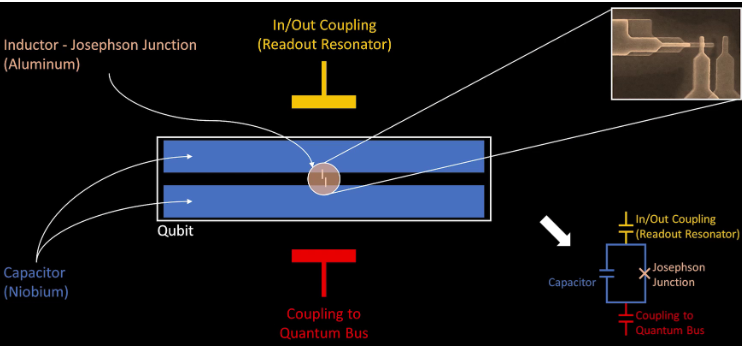 In/Out Coupling
(Readout Resonator)
Inductor - Josephson Junction
(Aluminum)
Qubit
Capacitor
(Niobium)
Coupling to
Quantum Bus
In/Out Coupling
(Readout Resonator)
Capacitor
Josephson
Junction
Coupling to
Quantum Bus